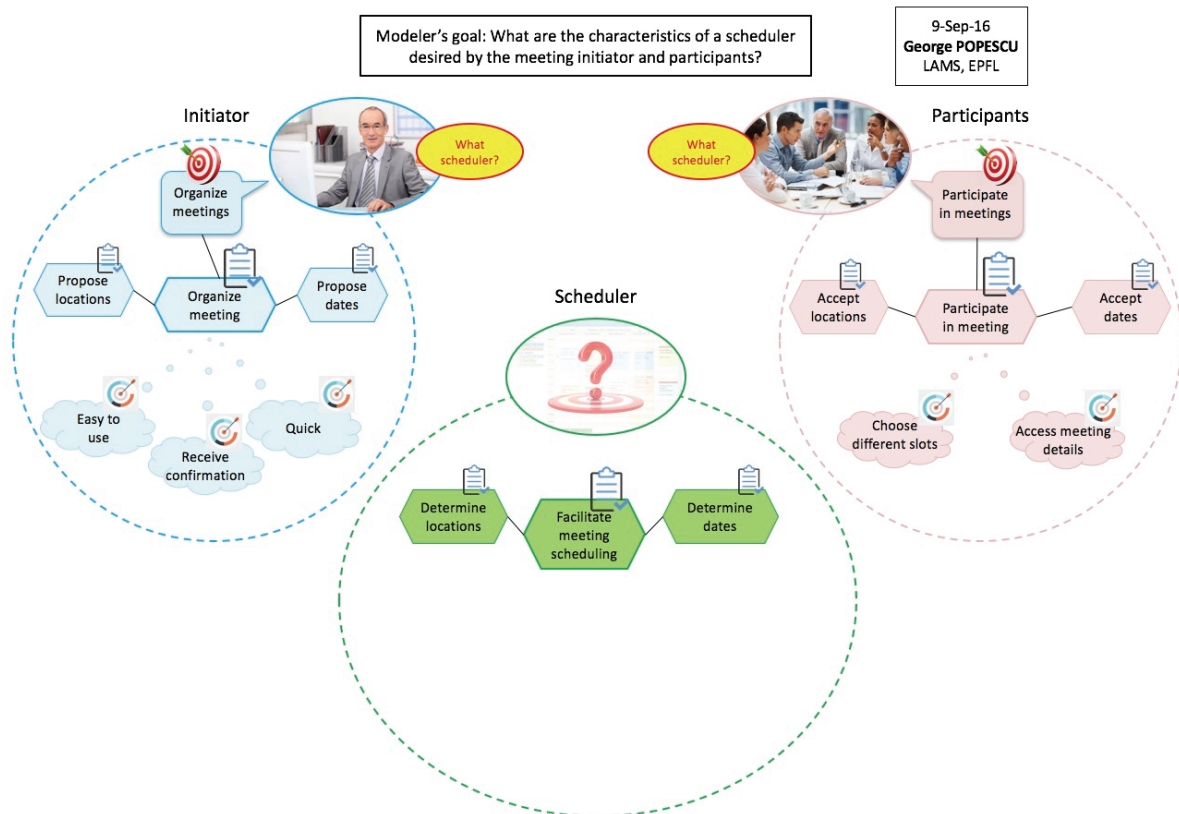 Modeler's goal: What are the characteristics of a scheduler
desired by the meeting initiator and participants?
9-Sep-16
George POPESCU
LAMS, EPFL
Initiator
What
scheduler?
Organize
meetings
Propose
locations
Organize
meeting
Propose
dates
Easy to
use
Receive
confirmation
Quick
Participants
What
scheduler?
Participate
in meetings
Accept
locations
Participate
in meeting
Accept
dates
Choose
different slots
Access meeting
details
Scheduler
Determine
locations
Facilitate
meeting
scheduling
Determine
dates